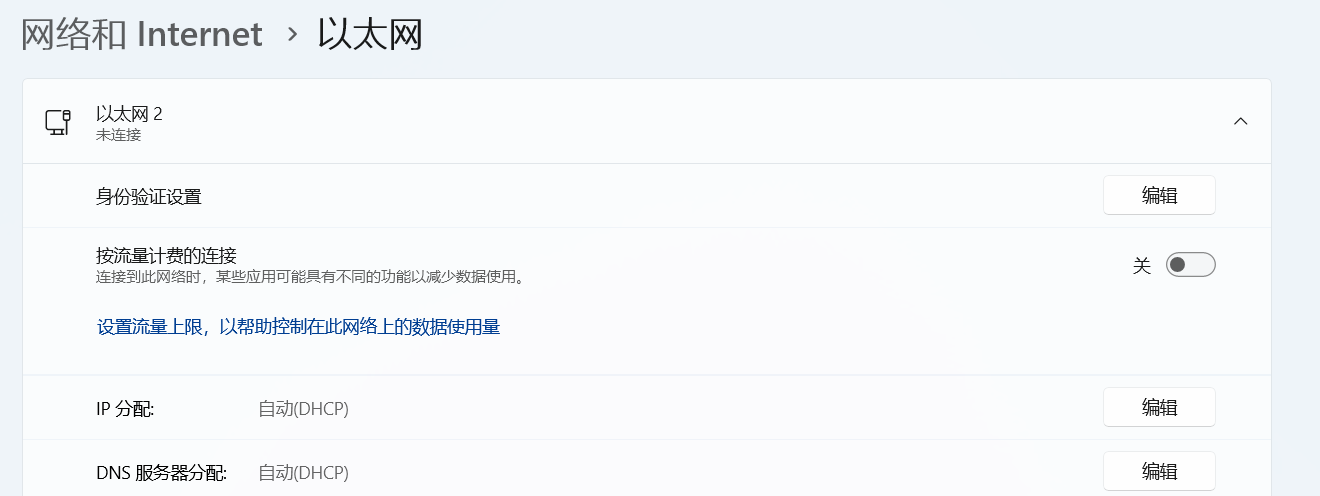 网络和 Internet › 以太网
以太网 2
未连接
身份验证设置 编辑
按流量计费的连接
连接到此网络时，某些应用可能具有不同的功能以减少数据使用。
关
设置流量上限，以帮助控制在此网络上的数据使用量
IP 分配: 自动(DHCP) 编辑
DNS 服务器分配: 自动(DHCP) 编辑